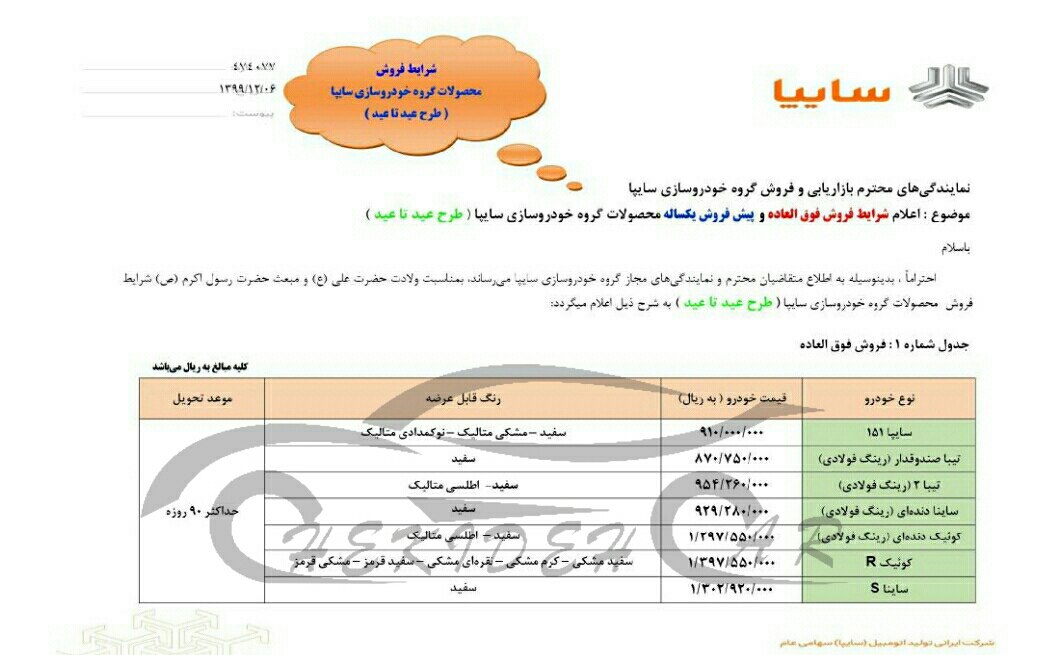 سایپا
۴۷۴۰۷۷
۱۳۹۹/۱۲/۰۶
پیوست:
شرایط فروش
محصولات گروه خودروسازی سایپا
( طرح عید تا عید )
نمایندگی‌های محترم بازاریابی و فروش گروه خودروسازی سایپا
موضوع : اعلام شرایط فروش فوق العاده و پیش فروش یکساله محصولات گروه خودروسازی سایپا ( طرح عید تا عید )
باسلام
احتراماً ، بدینوسیله به اطلاع متقاضیان محترم و نمایندگی‌های مجاز گروه خودروسازی سایپا می‌رساند، بمناسبت ولادت حضرت علی (ع) و مبعث حضرت رسول اکرم (ص) شرایط
فروش محصولات گروه خودروسازی سایپا ( طرح عید تا عید ) به شرح ذیل اعلام میگردد:
جدول شماره ۱ : فروش فوق العاده
کلیه مبالغ به ریال می‌باشد
نوع خودرو قیمت خودرو ( به ریال) رنگ قابل عرضه موعد تحویل
سایپا ۱۵۱ ۹۱۰/۰۰۰/۰۰۰ سفید – مشکی متالیک – نوکمدادی متالیک
تیبا صندوقدار (رینگ فولادی) ۸۷۰/۷۵۰/۰۰۰ سفید
تیبا ۲ (رینگ فولادی) ۹۵۴/۲۶۰/۰۰۰ سفید- اطلسی متالیک
ساینا دنده‌ای (رینگ فولادی) ۹۲۹/۲۸۰/۰۰۰ سفید حداکثر ۹۰ روزه
کوئیک دنده‌ای (رینگ فولادی) ۱/۲۹۷/۵۵۰/۰۰۰ سفید – اطلسی متالیک
کوئیک R ۱/۳۹۷/۵۵۰/۰۰۰ سفید مشکی – کرم مشکی – نقره‌ای مشکی – سفید قرمز – مشکی قرمز
ساینا S ۱/۳۰۲/۹۲۰/۰۰۰ سفید
HERIDEH CAR
شرکت ایرانی تولید اتومبیل (سایپا) سهامی عام